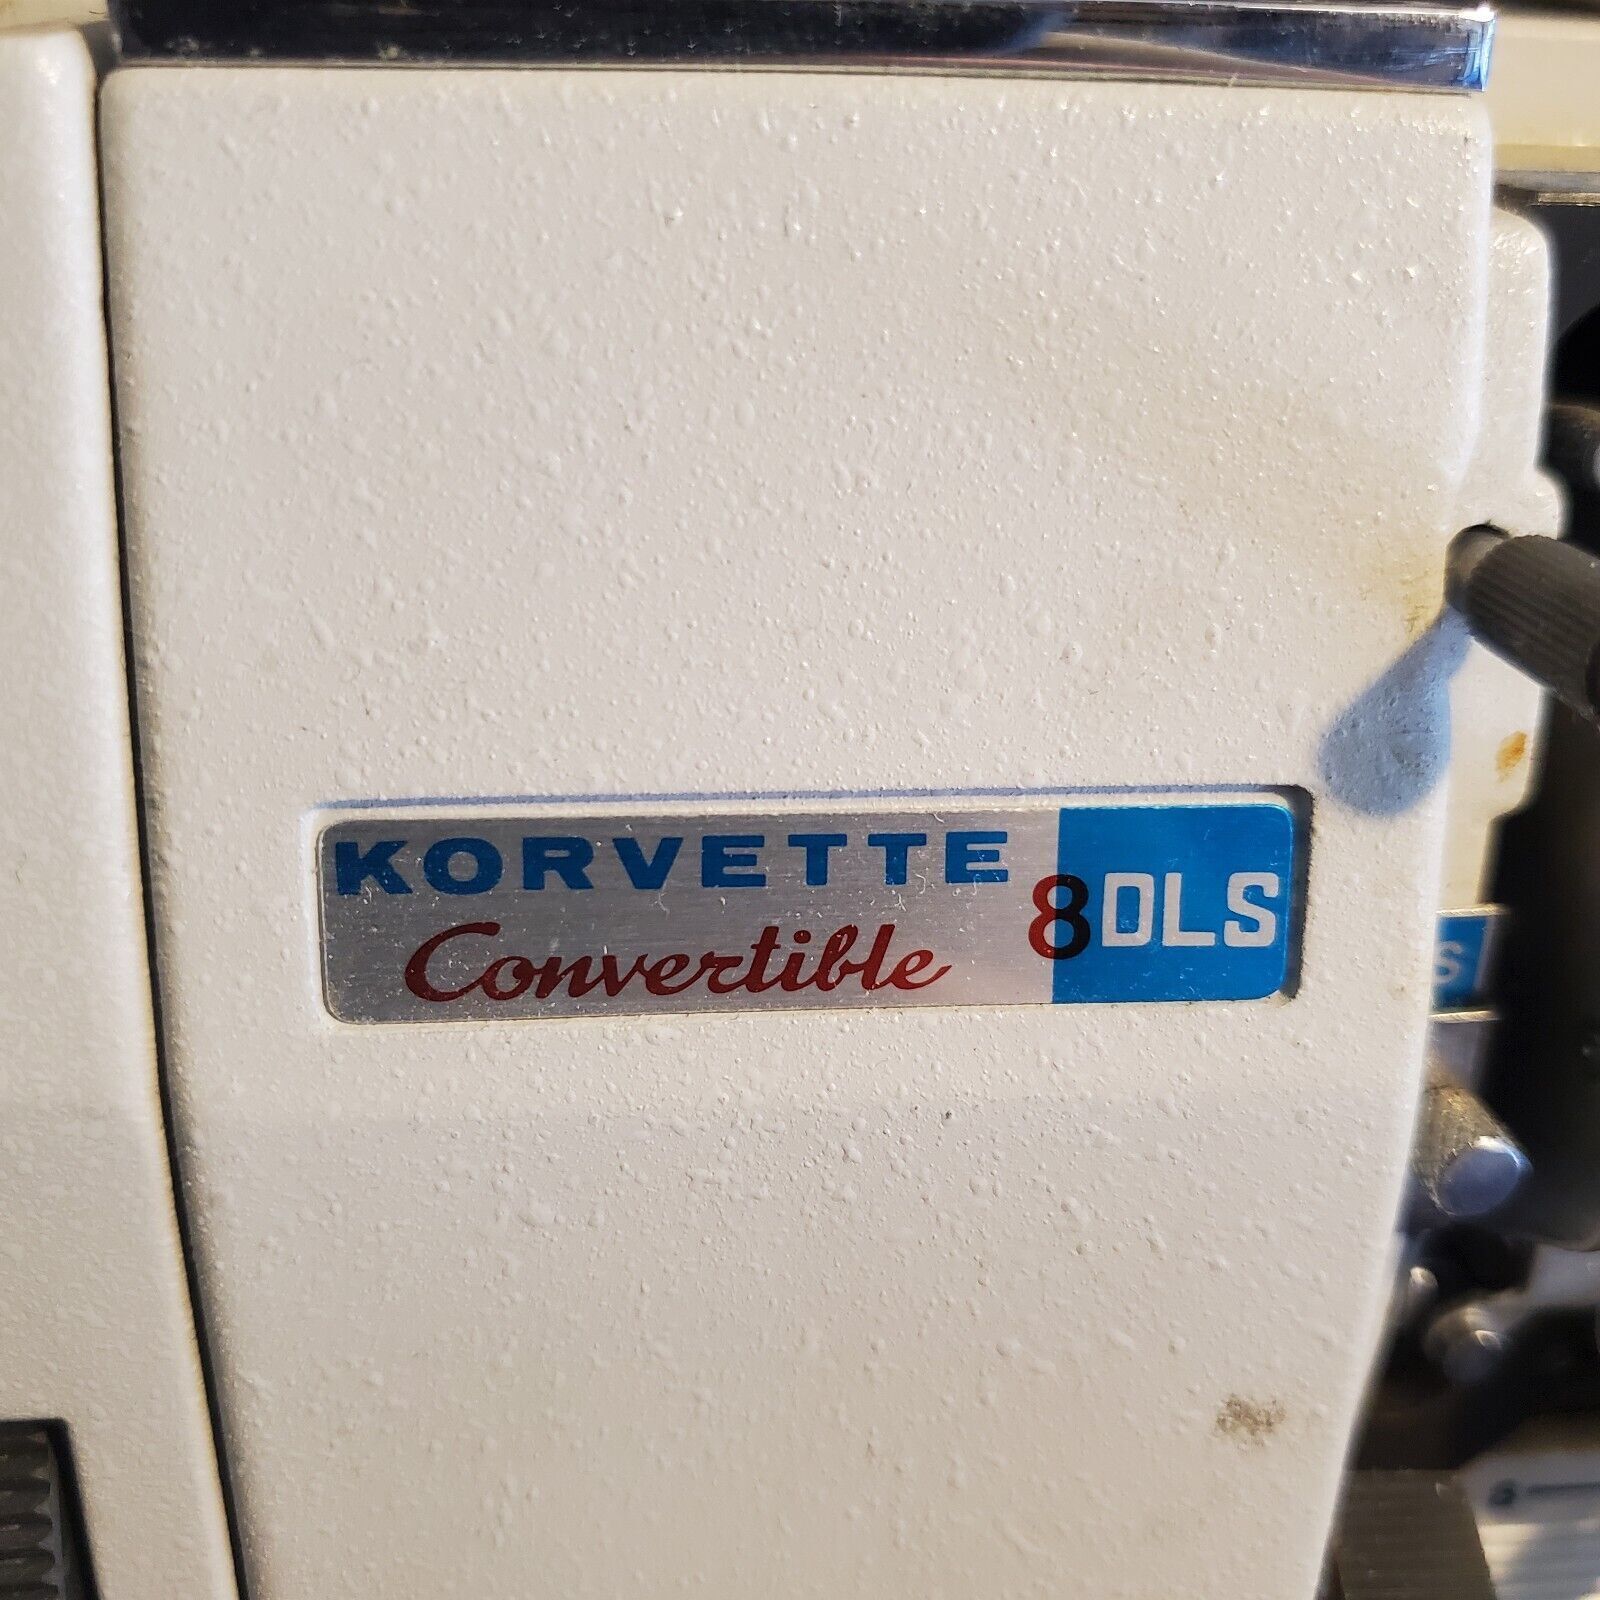 KORVETTE
Convertible 8DLS
S